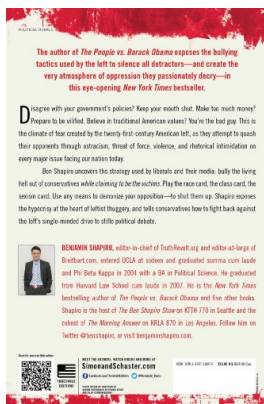 POLITICAL SCIENCE
The author of The People vs. Barack Obama exposes the bullying
tactics used by the left to silence all detractors—and create the
very atmosphere of oppression they passionately decry—in
this eye-opening New York Times bestseller.
Disagree with your government's policies? Keep your mouth shut. Make too much money?
Prepare to be vilified. Believe in traditional American values? You're the bad guy. This is
the climate of fear created by the twenty-first-century American left, as they attempt to quash
their opponents through ostracism, threat of force, violence, and rhetorical intimidation on
every major issue facing our nation today.
Ben Shapiro uncovers the strategy used by liberals and their media: bully the living
hell out of conservatives while claiming to be the victims. Play the race card, the class card, the
sexism card. Use any means to demonize your opposition—to shut them up. Shapiro exposes
the hypocrisy at the heart of leftist thuggery, and tells conservatives how to fight back against
the left's single-minded drive to stifle political debate.
BENJAMIN SHAPIRO, editor-in-chief of TruthRevolt.org and editor-at-large of
Breitbart.com, entered UCLA at sixteen and graduated summa cum laude
and Phi Beta Kappa in 2004 with a BA in Political Science. He graduated
from Harvard Law School cum laude in 2007. He is the New York Times
bestselling author of The People vs. Barack Obama and five other books.
Shapiro is the host of The Ben Shapiro Show on KTTH 770 in Seattle and the
cohost of The Morning Answer on KRLA 870 in Los Angeles. Follow him on
Twitter @benshapiro, or visit benjaminshapiro.com.
MEET THE AUTHORS, WATCH VIDEOS AND MORE AT
SimonandSchuster.com
THRESHOLD
EDITIONS